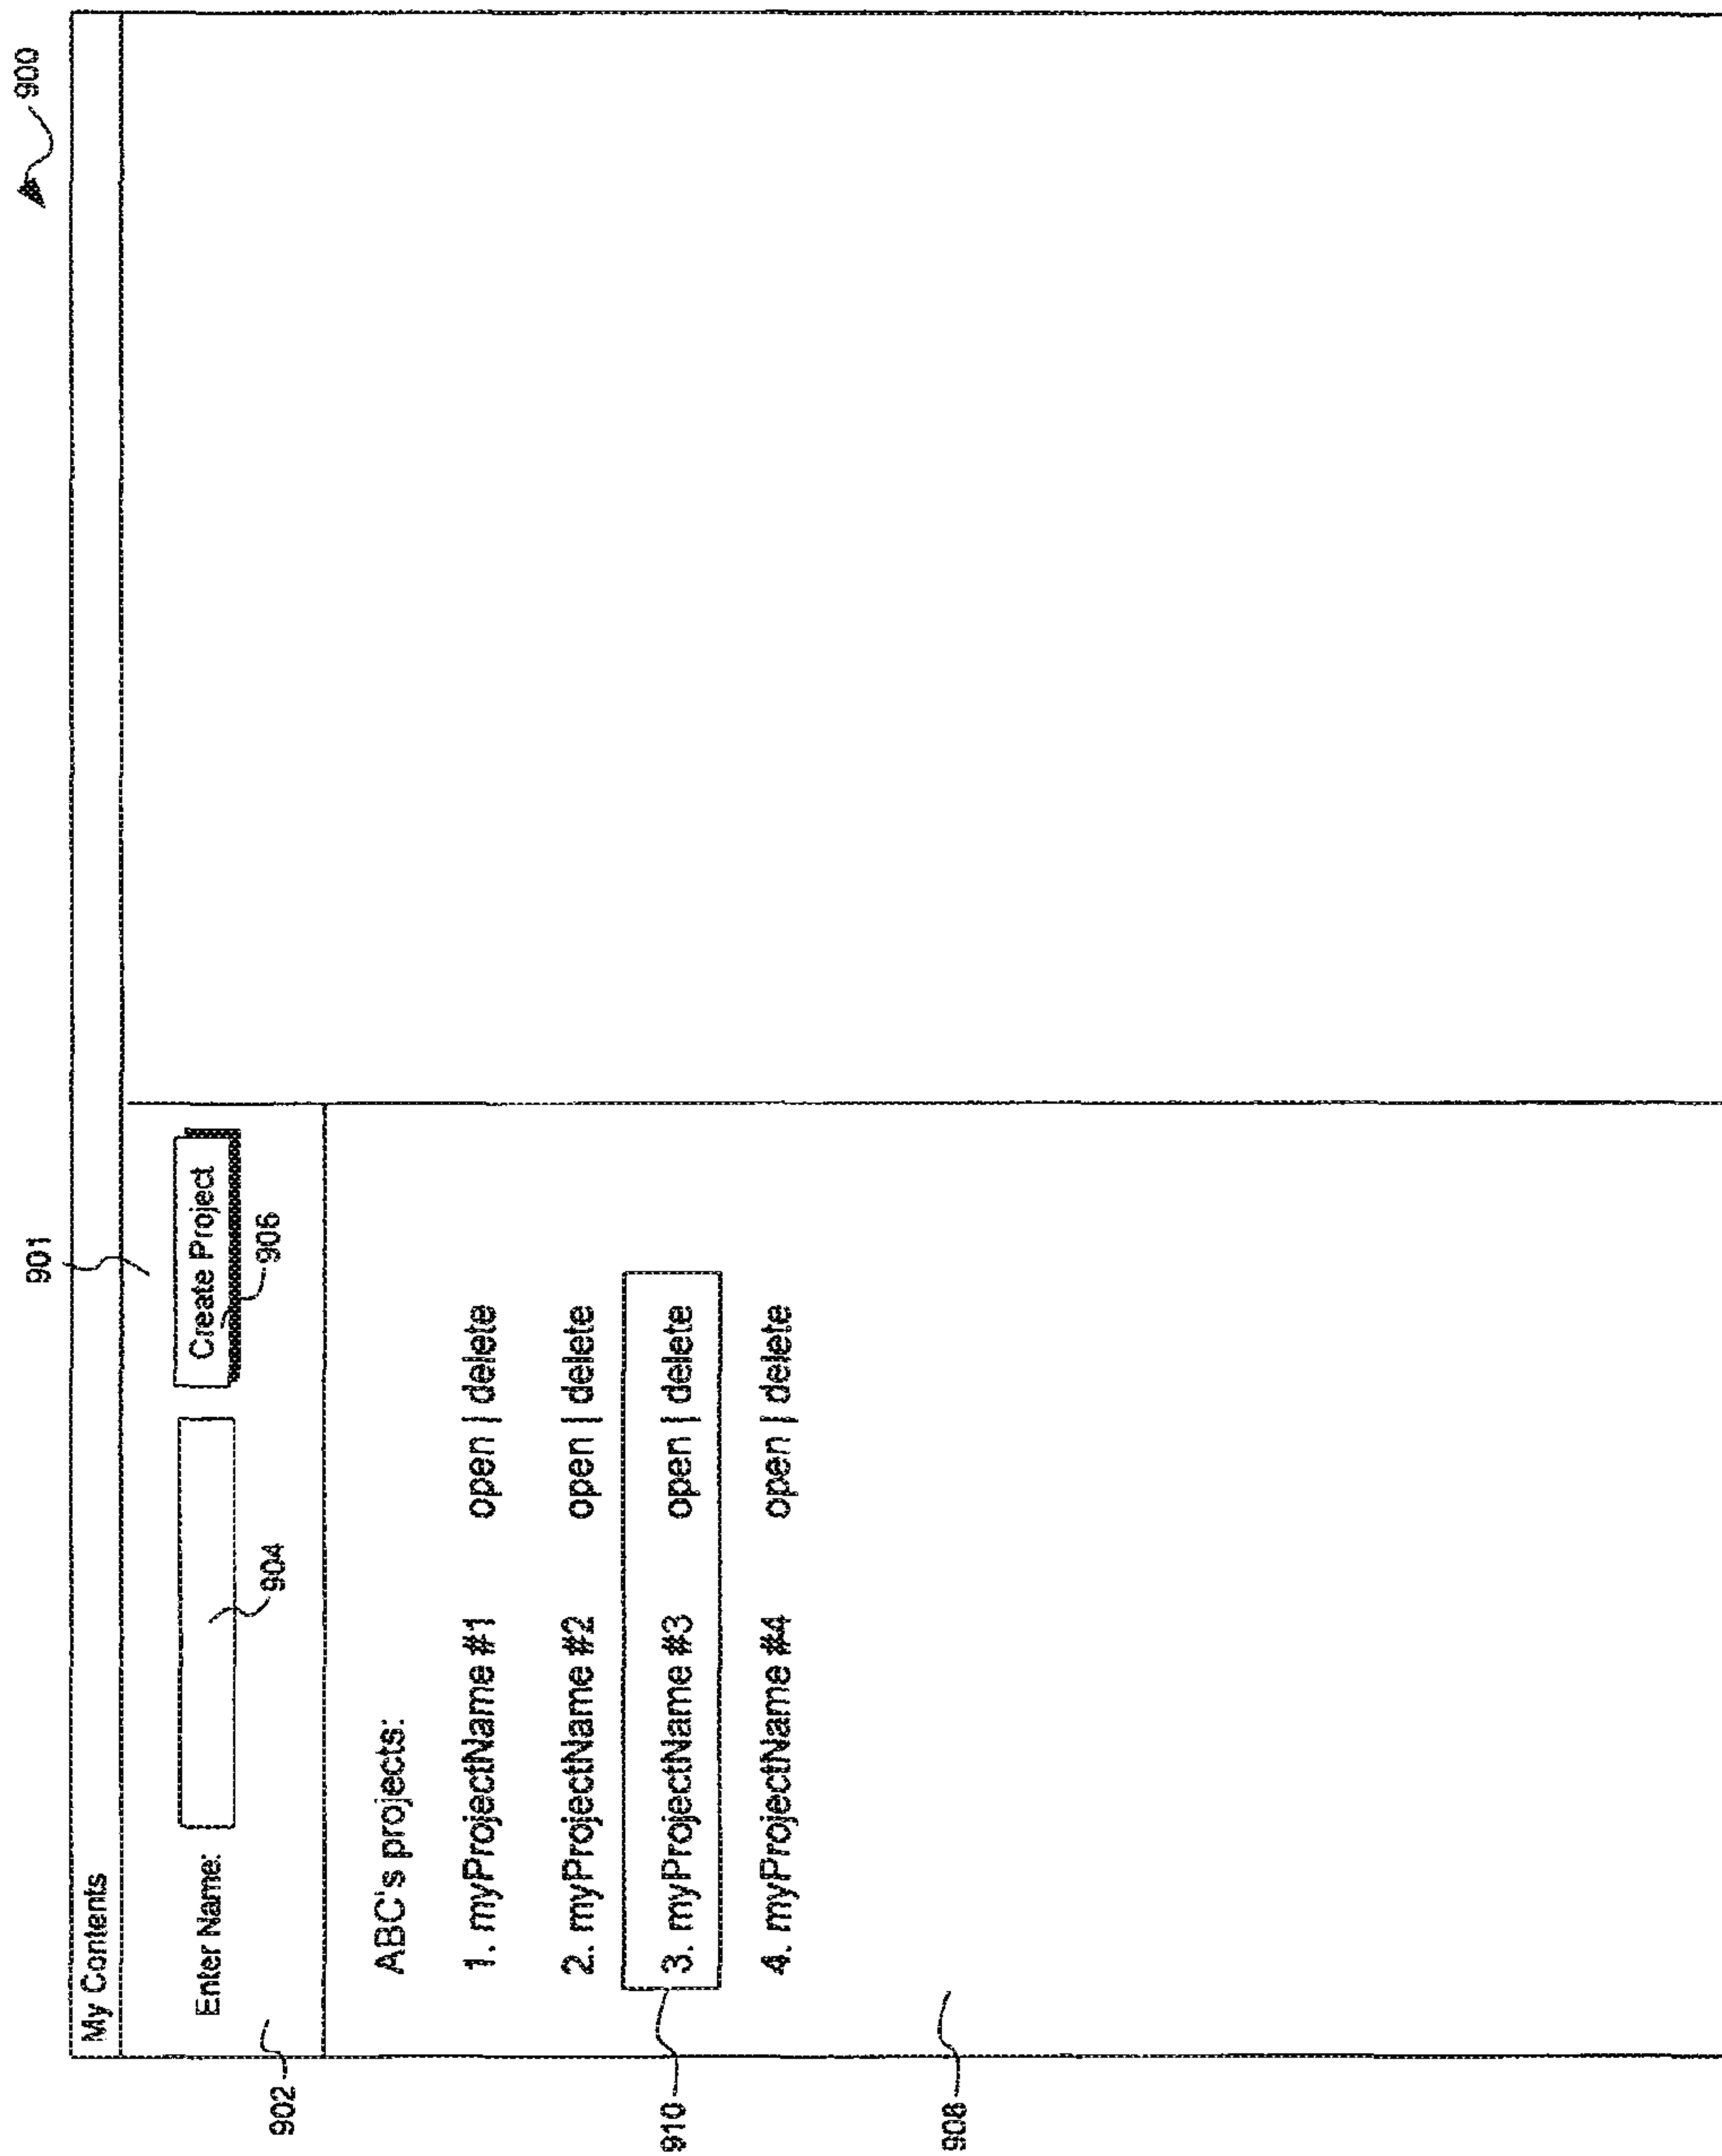 900
My Contents
901
Enter Name:
Create Project
904
906
902
ABC's projects:
1. myProjectName #1 open | delete
2. myProjectName #2 open | delete
3. myProjectName #3 open | delete
910
4. myProjectName #4 open | delete
908